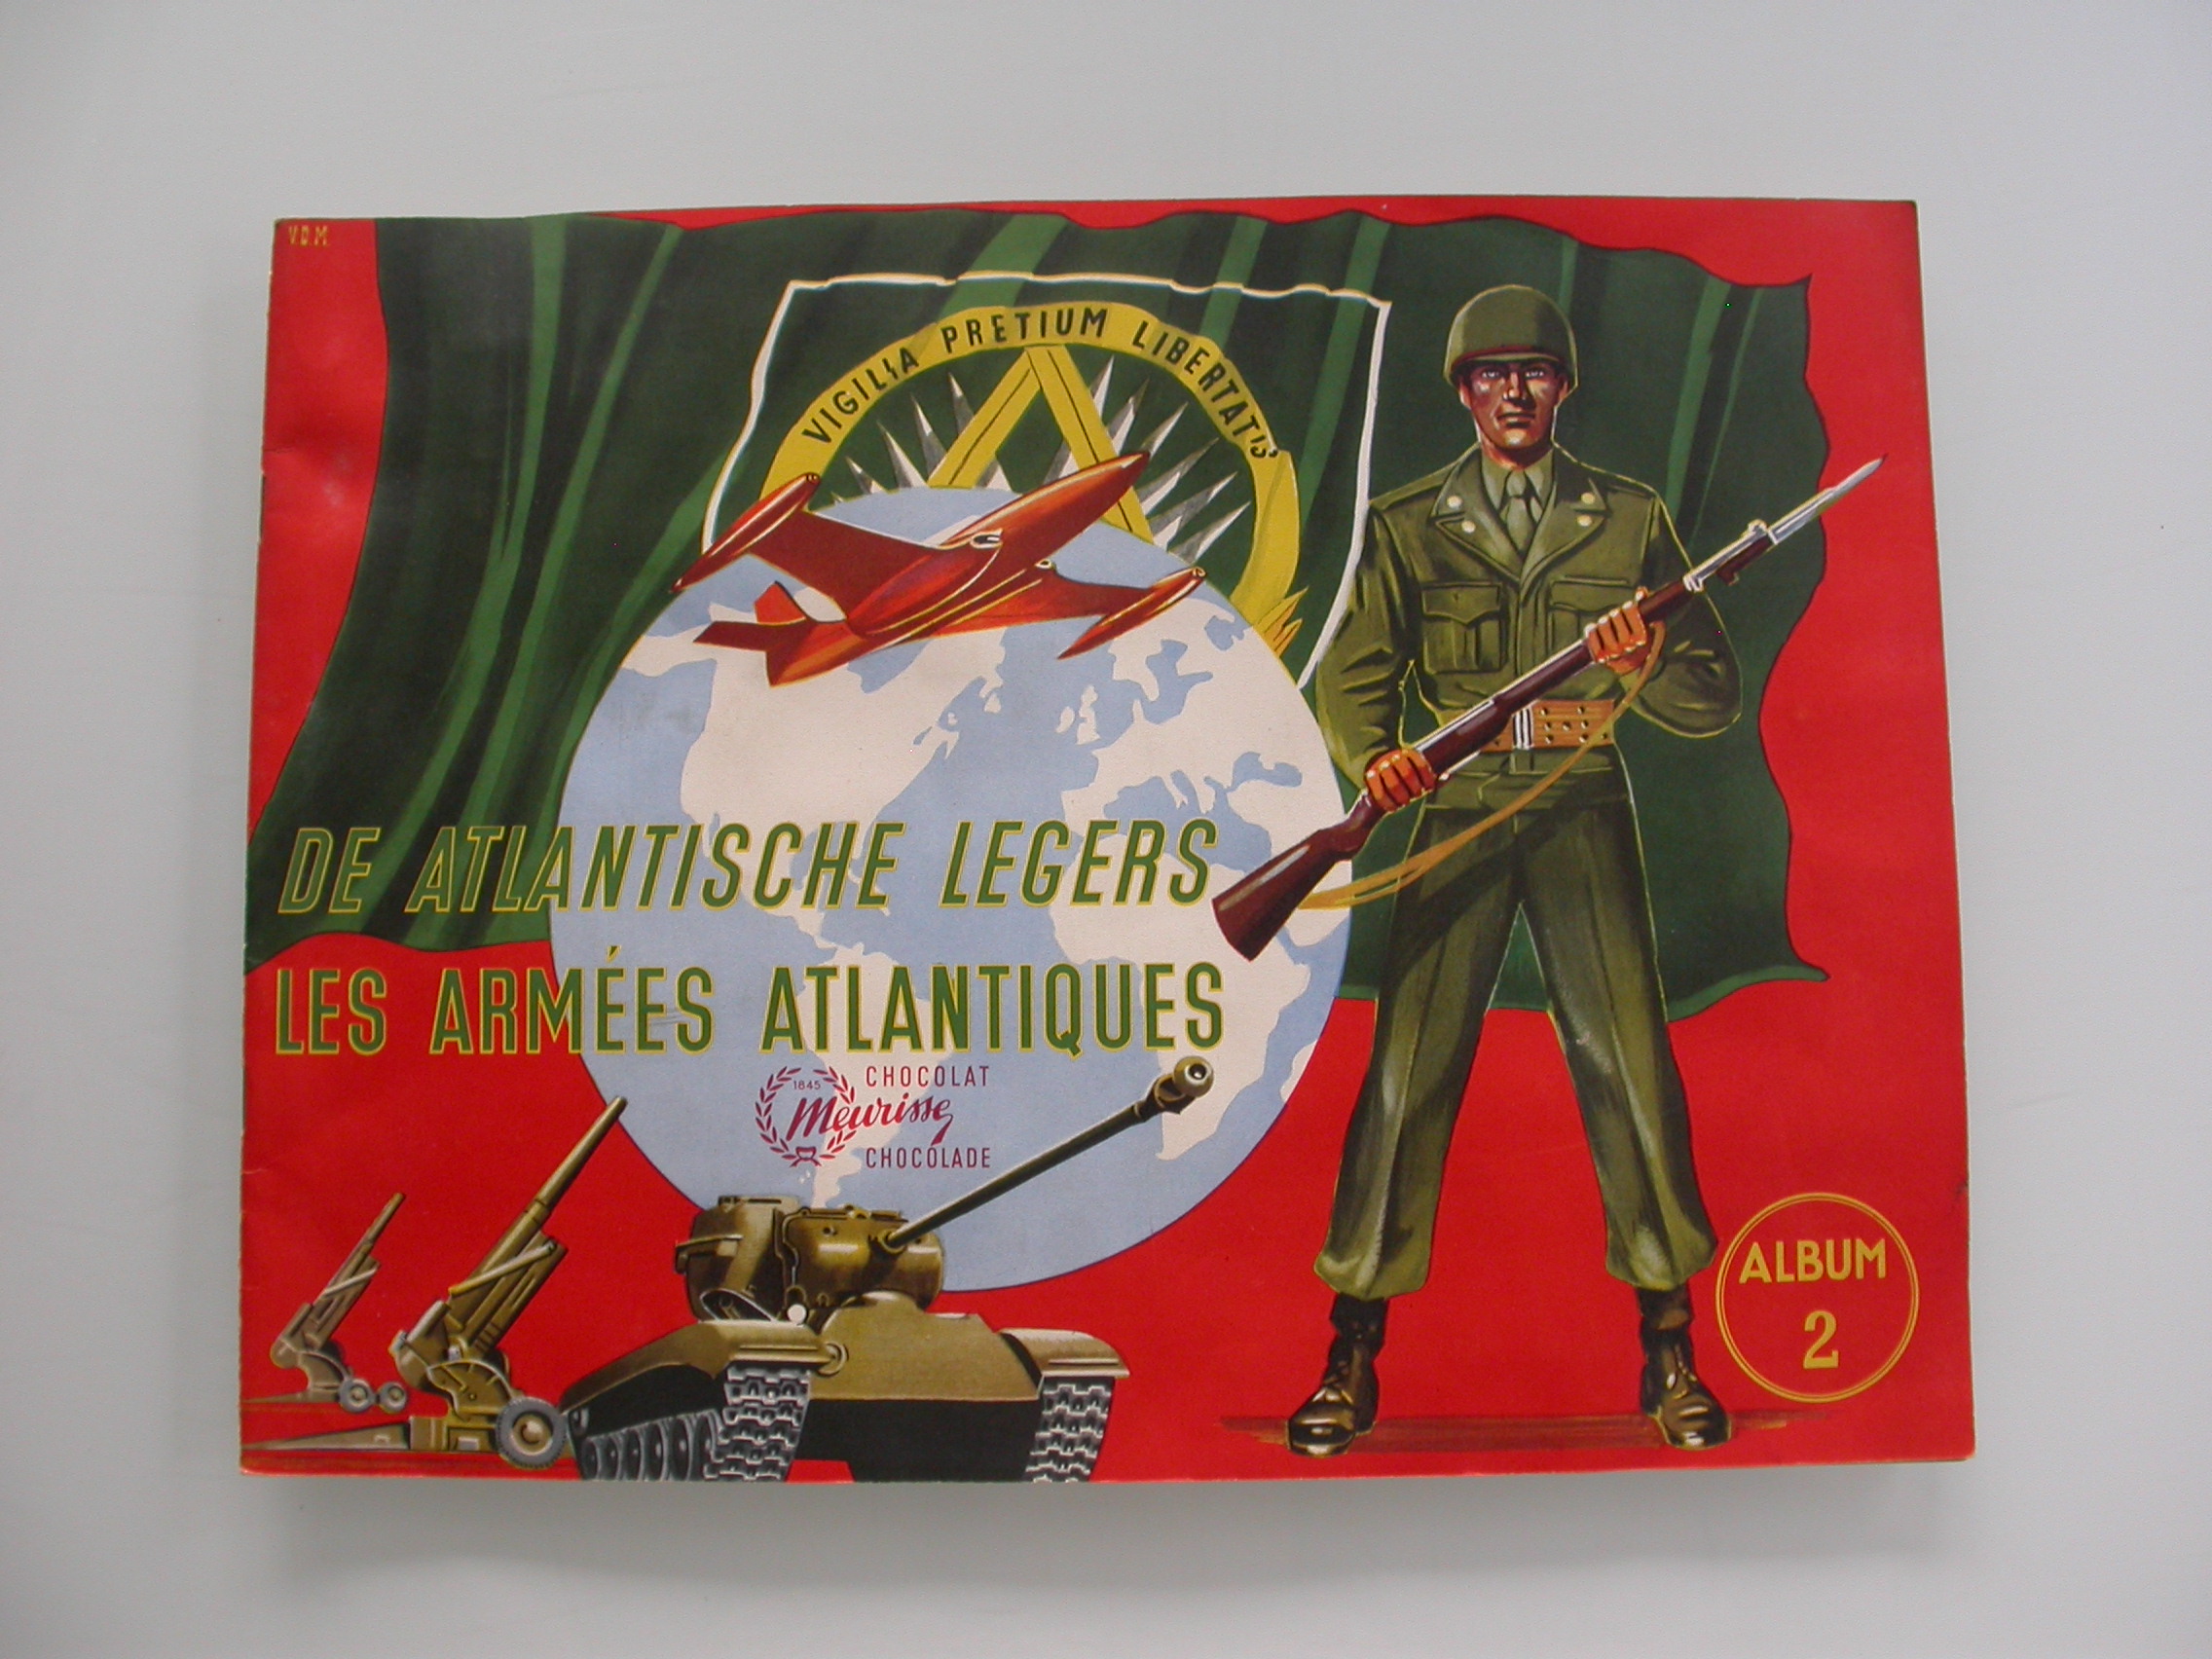 V.D.M.
VIGILIA PRETIUM LIBERTATIS
DE ATLANTISCHE LEGERS
LES ARMÉES ATLANTIQUES
1845
CHOCOLAT
Meurisse
CHOCOLADE
ALBUM
2